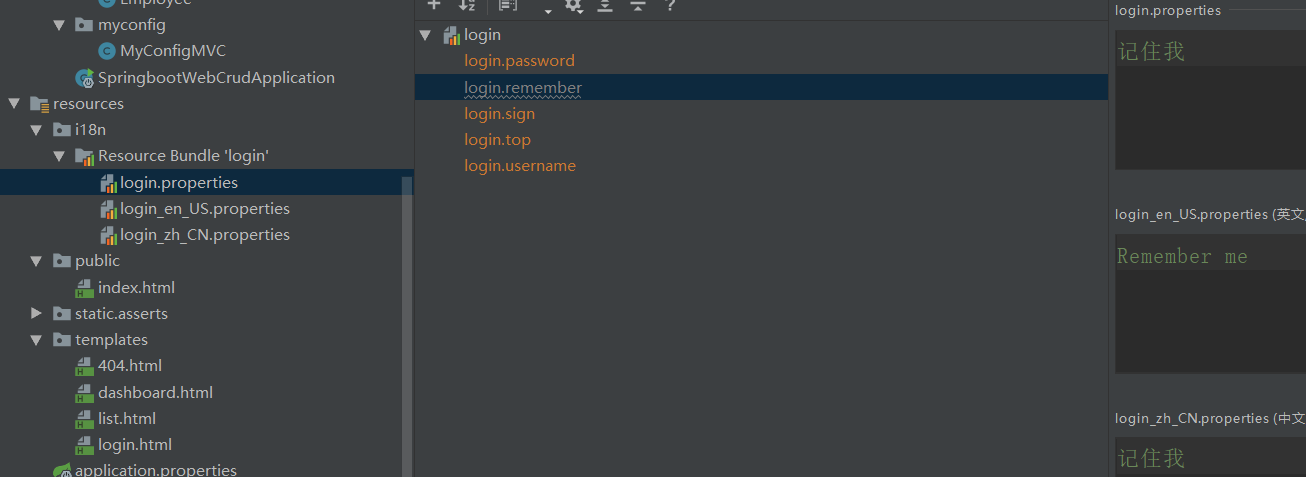 Employee
myconfig
MyConfigMVC
SpringbootWebCrudApplication
resources
i18n
Resource Bundle 'login'
login.properties
login_en_US.properties
login_zh_CN.properties
public
index.html
static.asserts
templates
404.html
dashboard.html
list.html
login.html
application.properties
login
login.password
login.remember
login.sign
login.top
login.username
login.properties
记住我
login_en_US.properties (英文
Remember me
login_zh_CN.properties (中文
记住我